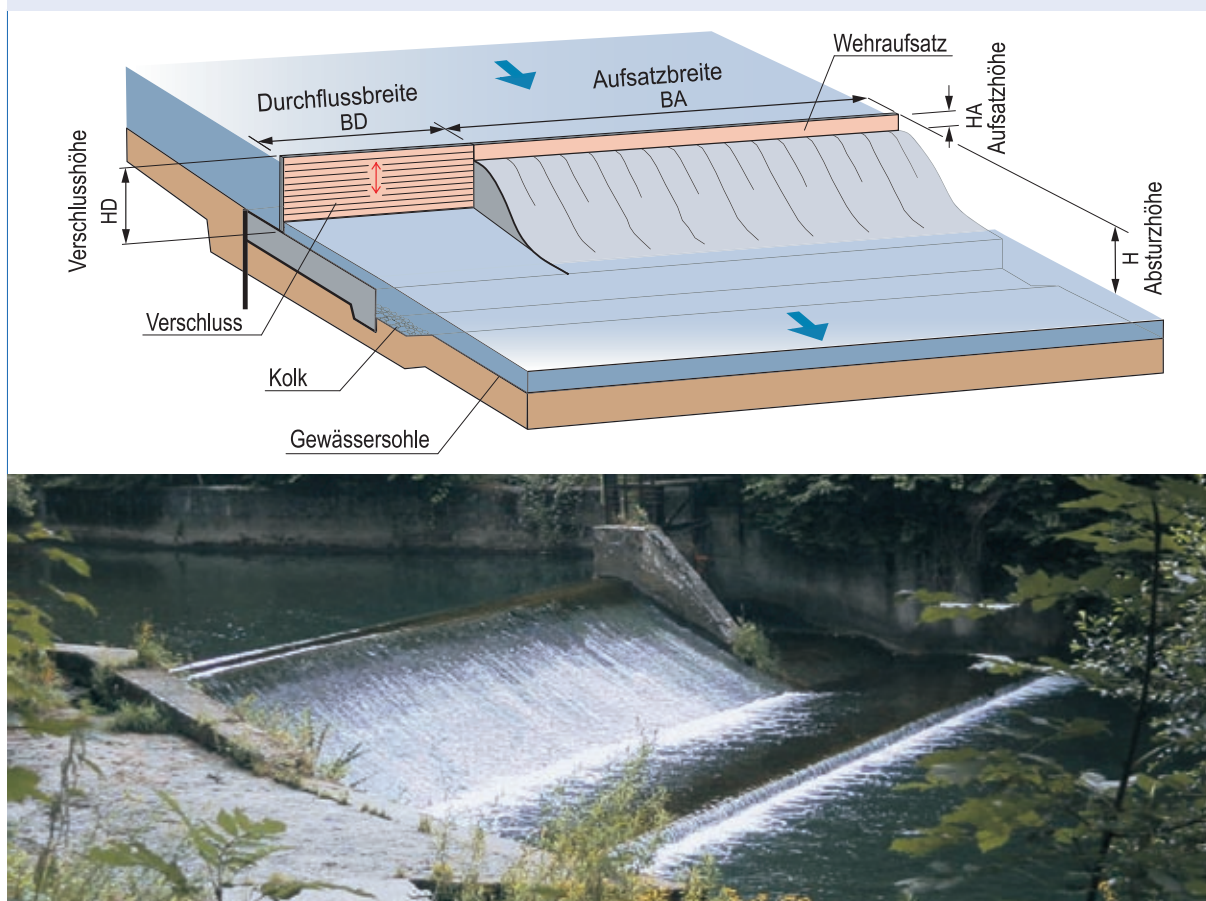 Wehraufsatz
Durchflussbreite
BD
Aufsatzbreite
BA
HA
Aufsatzhöhe
Verschlusshöhe
HD
H
Absturzhöhe
Verschluss
Kolk
Gewässersohle